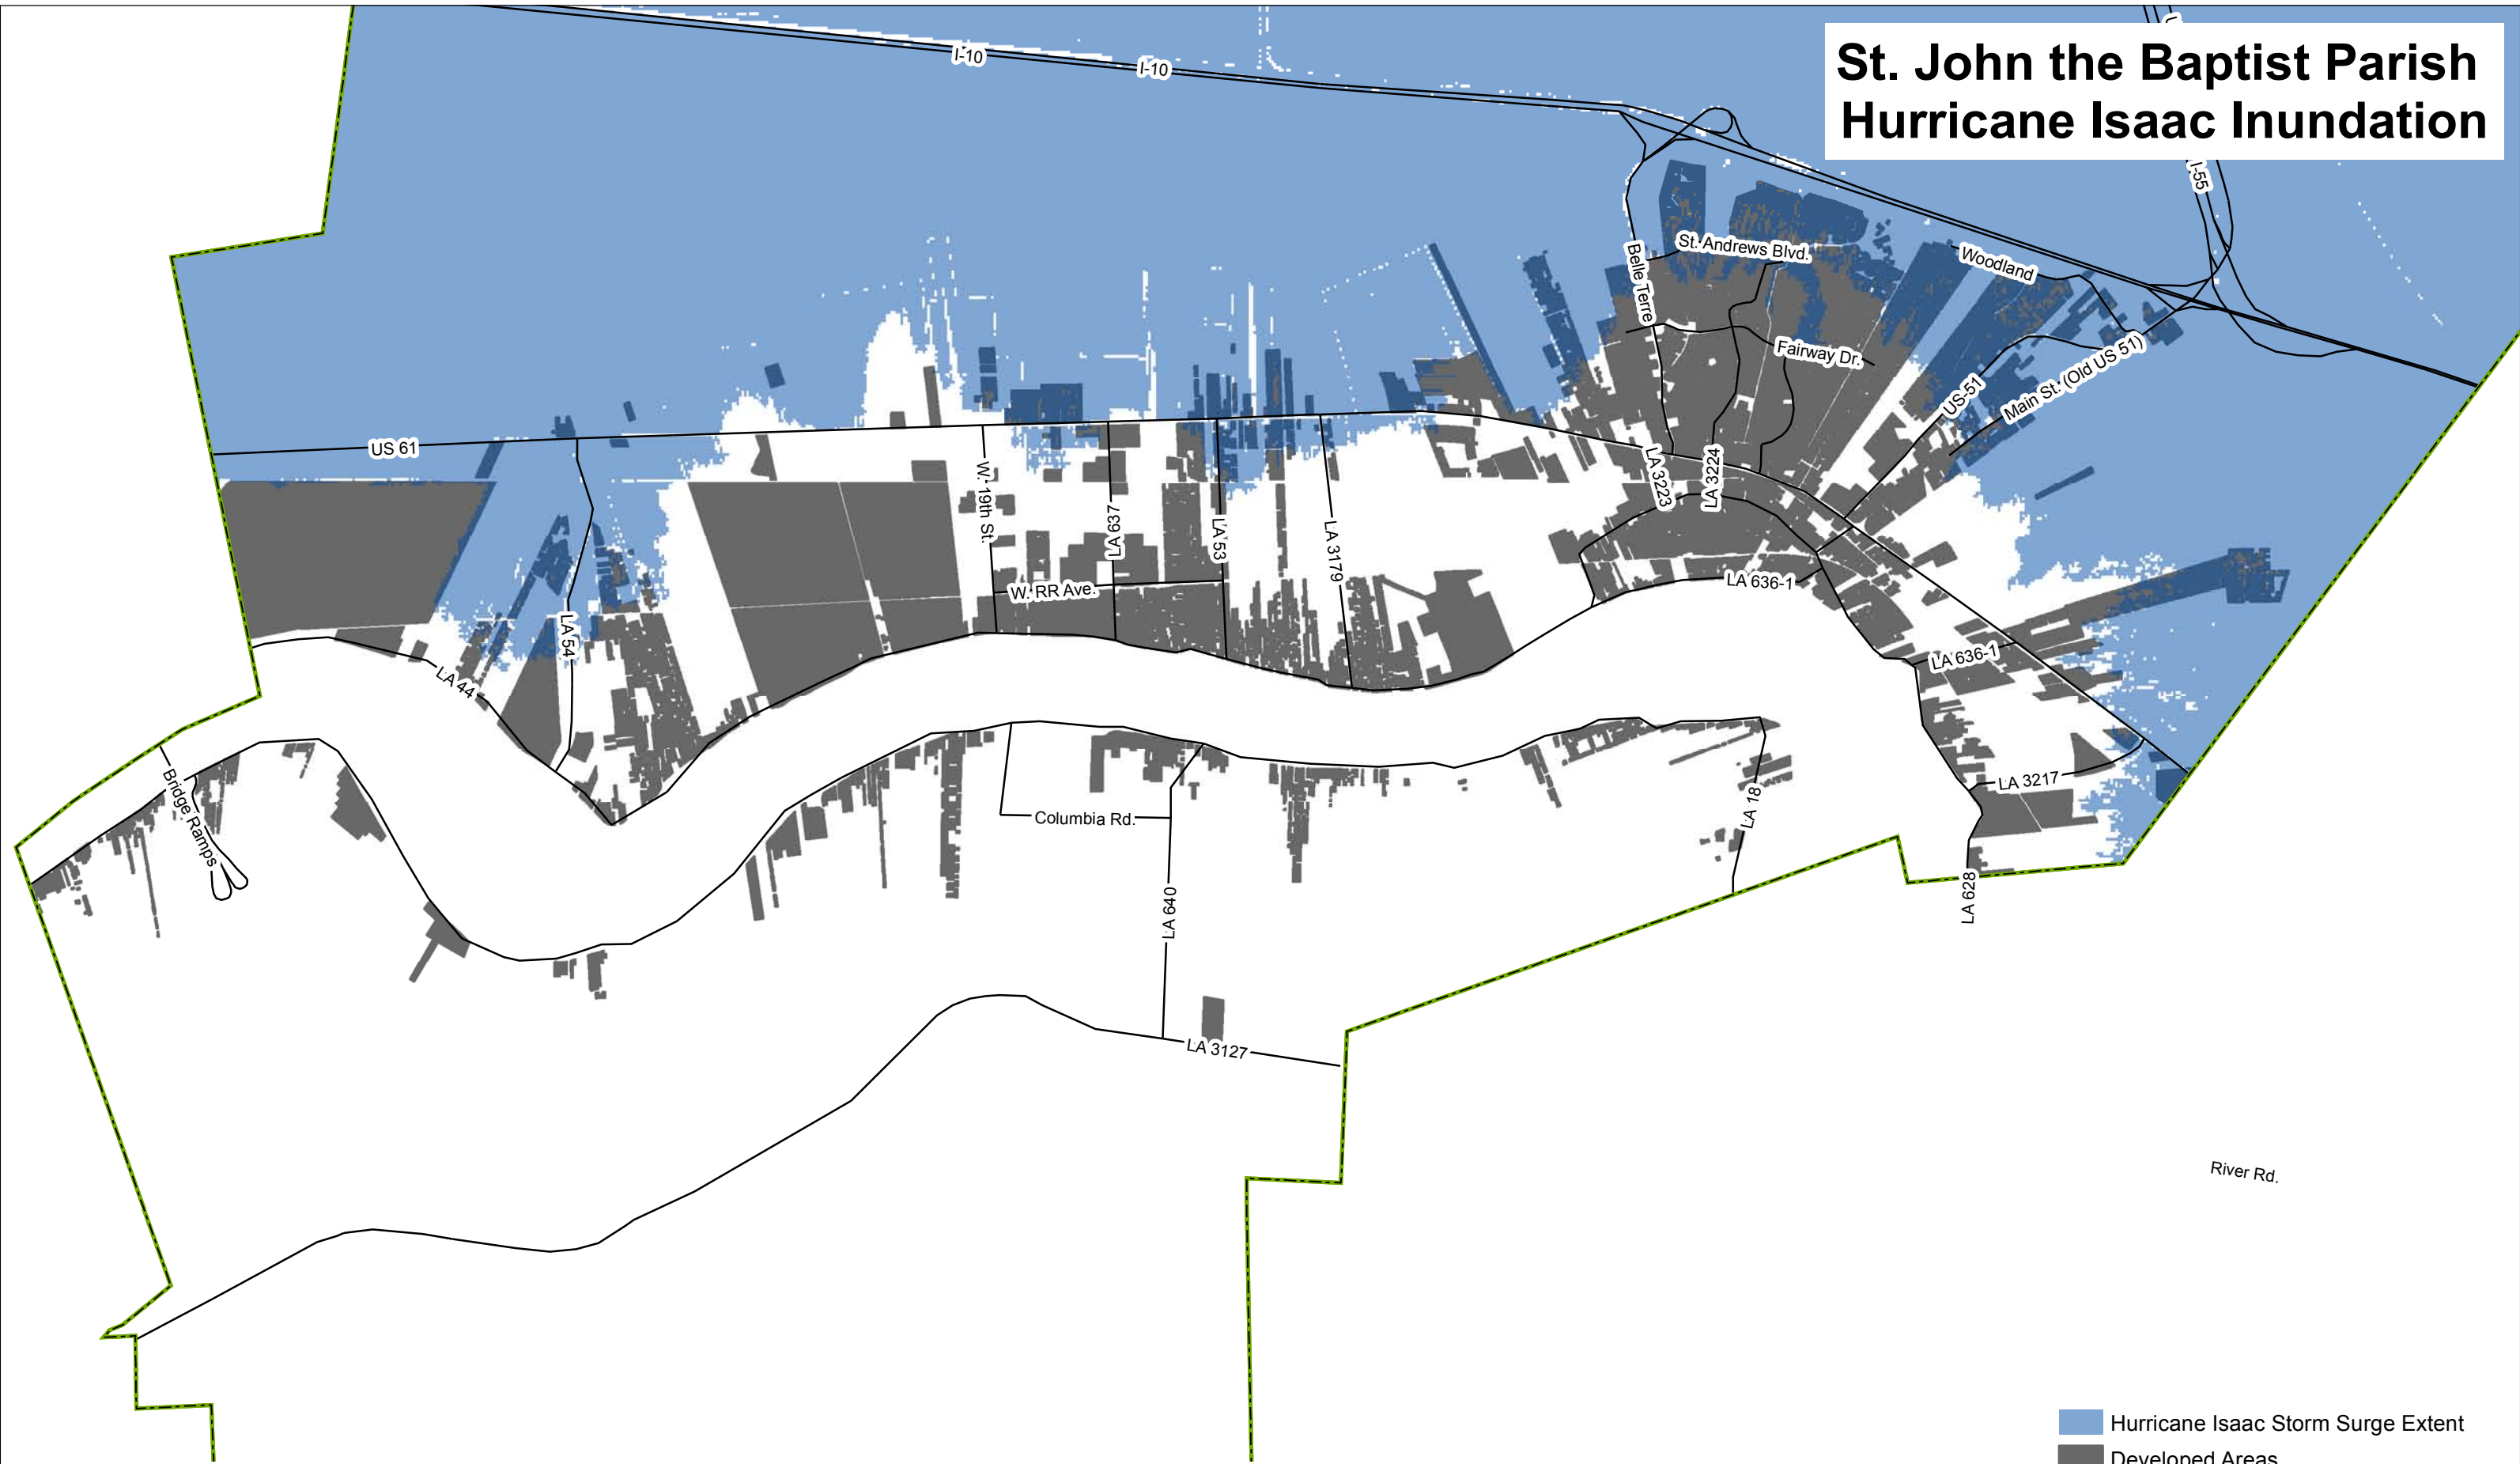 St. John the Baptist Parish
Hurricane Isaac Inundation
I-10
I-10
I-55
St. Andrews Blvd.
Woodland
Belle Terre
Fairway Dr.
US-51
Main St. (Old US 51)
US 61
W. 19th St.
LA 637
LA 53
LA 3179
LA 3223
LA 3224
W. RR Ave.
LA 636-1
LA 54
LA 44
LA 636-1
Bridge Ramps
Columbia Rd.
LA 18
LA 3217
LA 640
LA 628
LA 3127
River Rd.
Hurricane Isaac Storm Surge Extent
Developed Areas